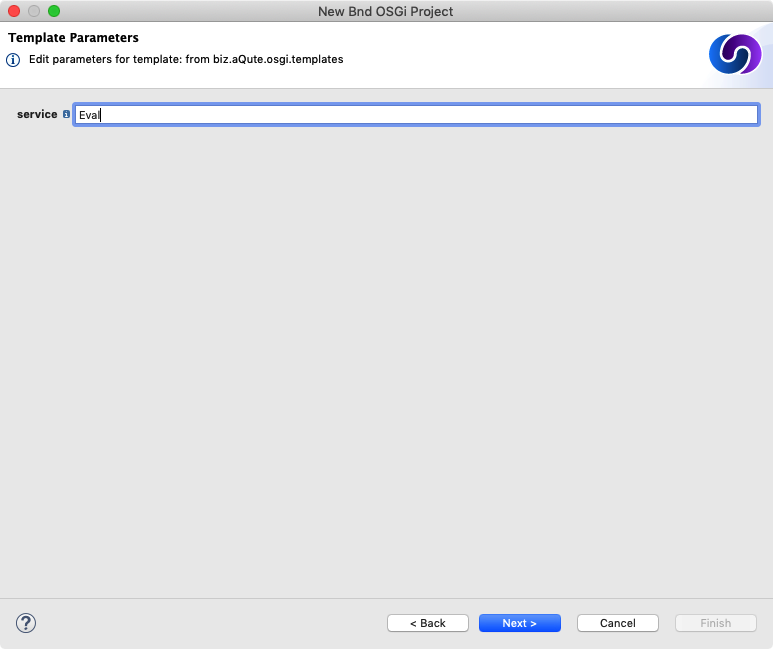 New Bnd OSGi Project
Template Parameters
Edit parameters for template: from biz.aQute.osgi.templates
service
Eval
?
< Back
Next >
Cancel
Finish